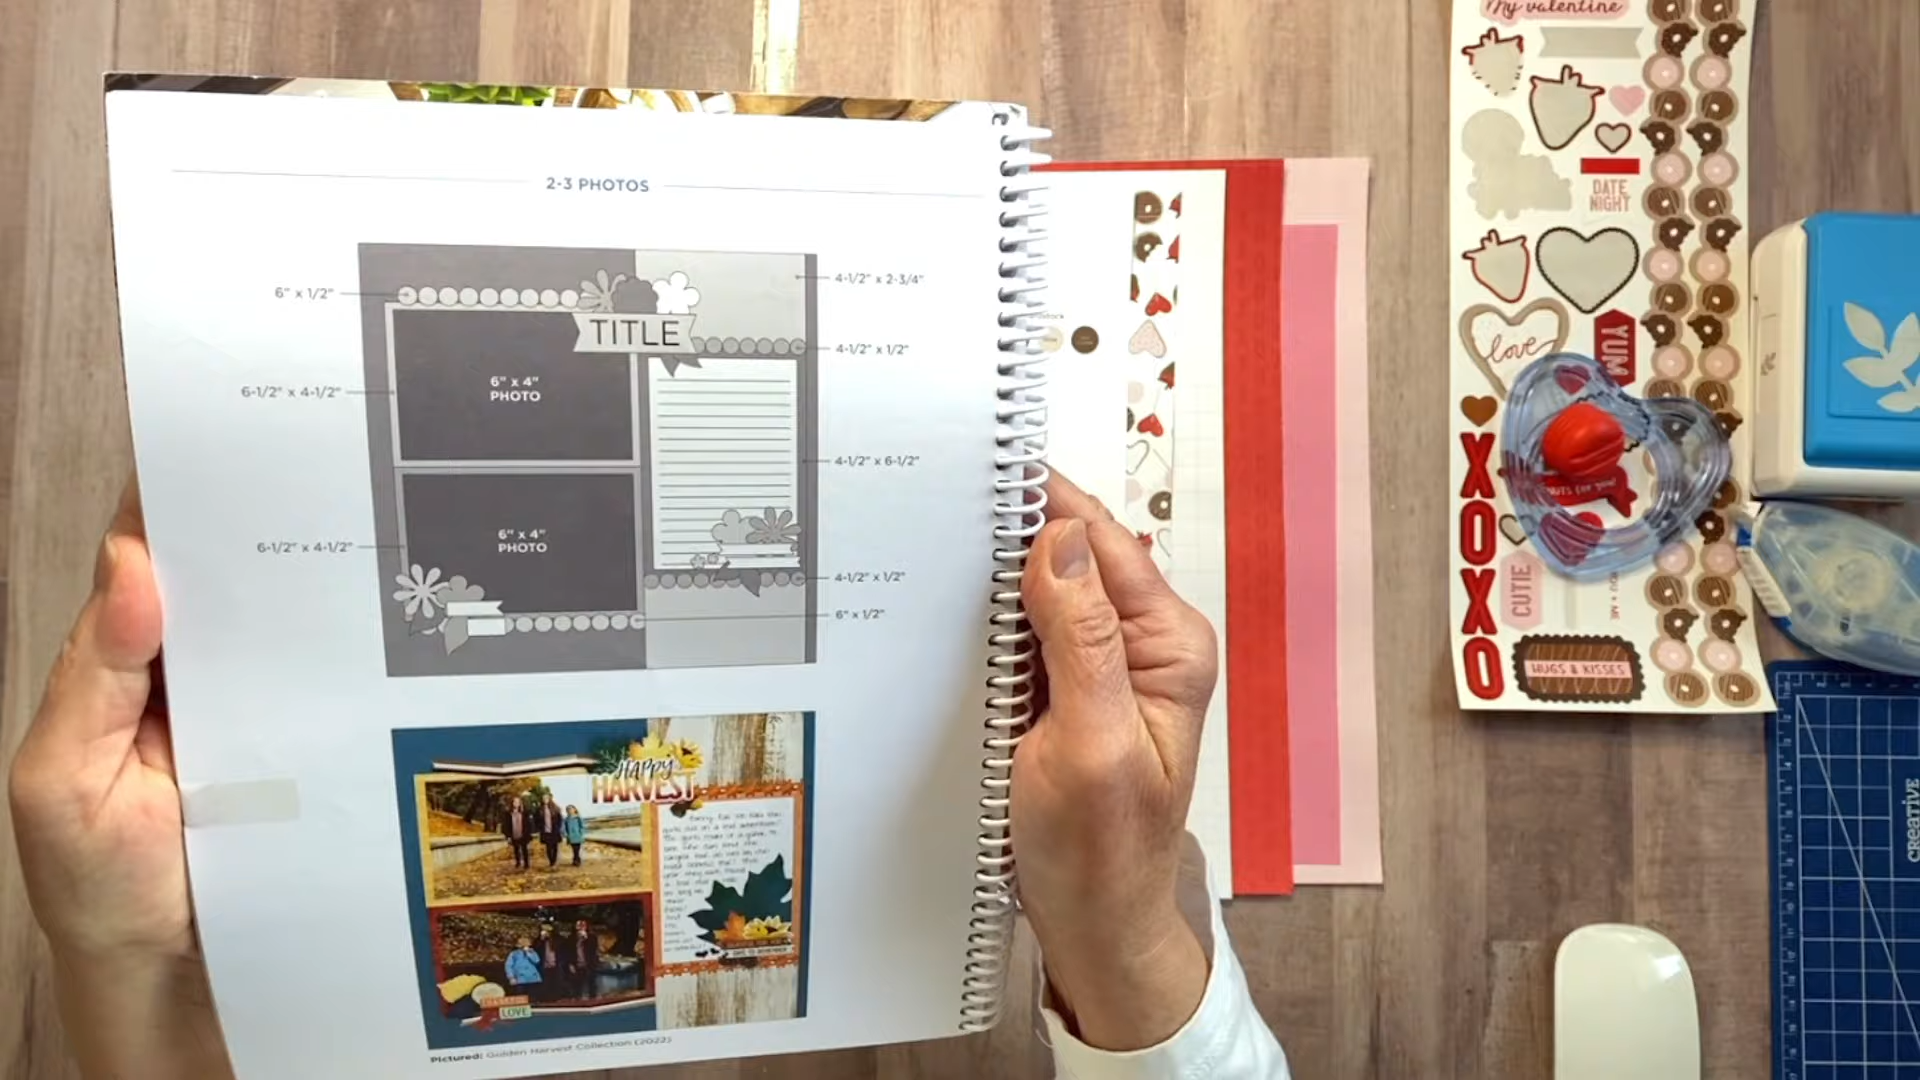 2-3 PHOTOS
6" x 1/2"
4-1/2" x 2-3/4"
TITLE
4-1/2" x 1/2"
6-1/2" x 4-1/2"
6" x 4"
PHOTO
4-1/2" x 6-1/2"
6-1/2" x 4-1/2"
6" x 4"
PHOTO
4-1/2" x 1/2"
6" x 1/2"
HAPPY
HARVEST
LOVE
Pictured: Golden Harvest Collection (2022)
My valentine
DATE
NIGHT
love
YUM
XOXO
CUTIE
YOU + ME
HUGS & KISSES
CREATIVE